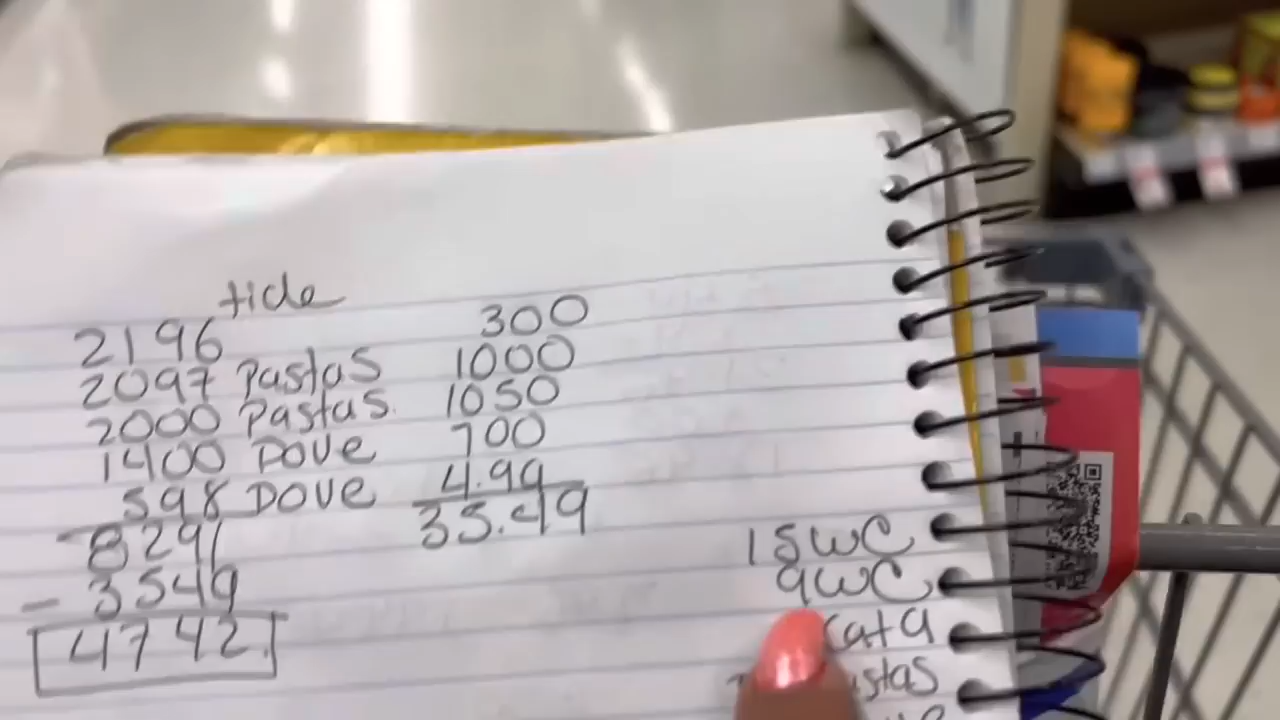 tide
2196 300
2097 Pastas 1000
2000 Pastas. 1050
1400 DOVE 700
598 DOVE 4.99
8291 35.49
- 3549
4742.
15WC
9WC